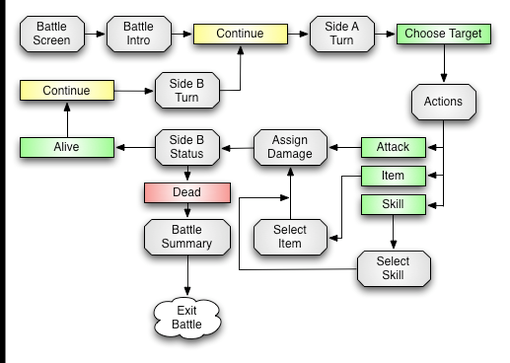 Battle
Screen
Battle
Intro
Continue
Side A
Turn
Choose Target
Continue
Side B
Turn
Actions
Alive
Side B
Status
Assign
Damage
Attack
Item
Skill
Dead
Battle
Summary
Select
Item
Select
Skill
Exit
Battle